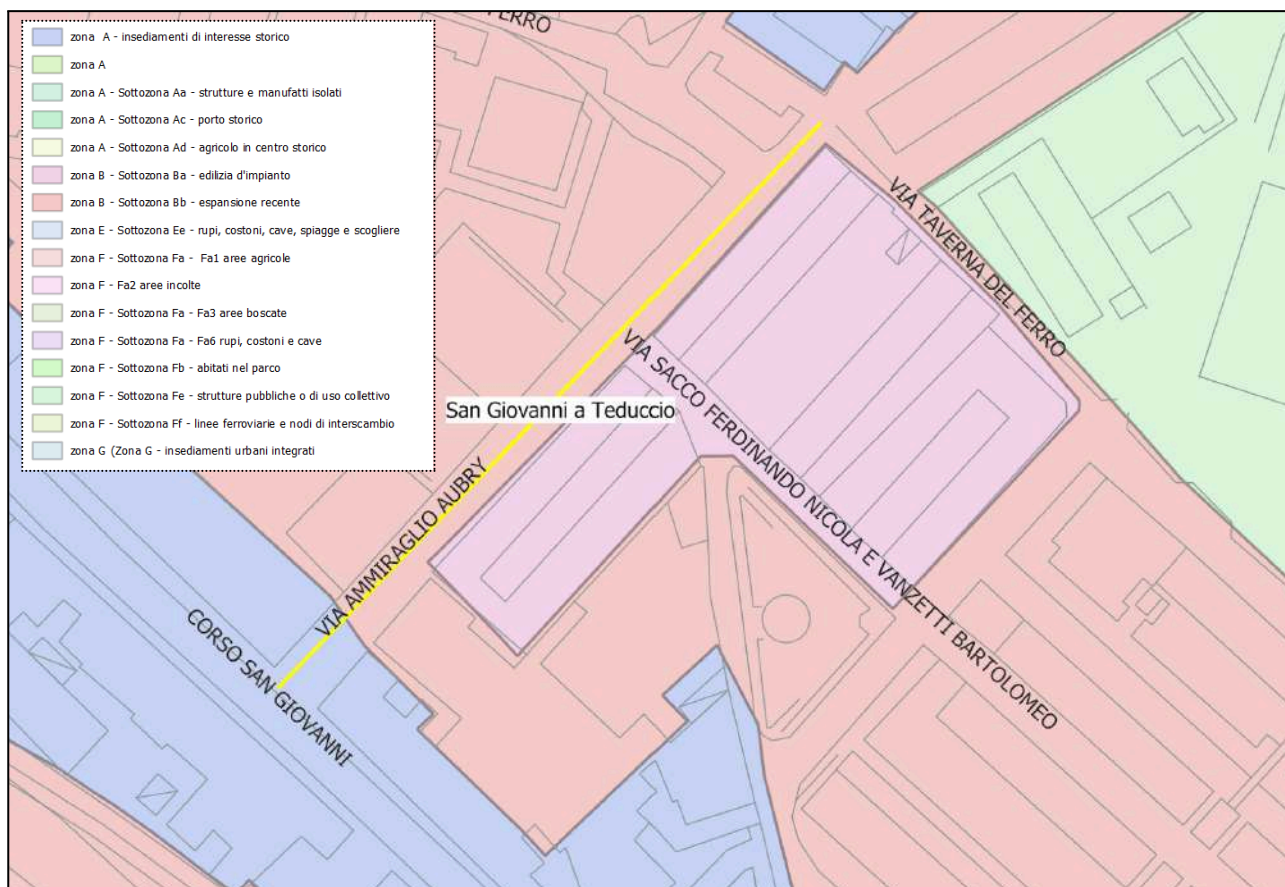 FERRO
zona A - insediamenti di interesse storico
zona A
zona A - Sottozona Aa - strutture e manufatti isolati
zona A - Sottozona Ac - porto storico
zona A - Sottozona Ad - agricolo in centro storico
zona B - Sottozona Ba - edilizia d'impianto
zona B - Sottozona Bb - espansione recente
zona E - Sottozona Ee - rupi, costoni, cave, spiagge e scogliere
zona F - Sottozona Fa - Fa1 aree agricole
zona F - Fa2 aree incolte
zona F - Sottozona Fa - Fa3 aree boscate
zona F - Sottozona Fa - Fa6 rupi, costoni e cave
zona F - Sottozona Fb - abitati nel parco
zona F - Sottozona Fe - strutture pubbliche o di uso collettivo
zona F - Sottozona Ff - linee ferroviarie e nodi di interscambio
zona G (Zona G - insediamenti urbani integrati
VIA TAVERNA DEL FERRO
VIA SACCO FERDINANDO NICOLA E VANZETTI BARTOLOMEO
San Giovanni a Teduccio
VIA AMMIRAGLIO AUBRY
CORSO SAN GIOVANNI